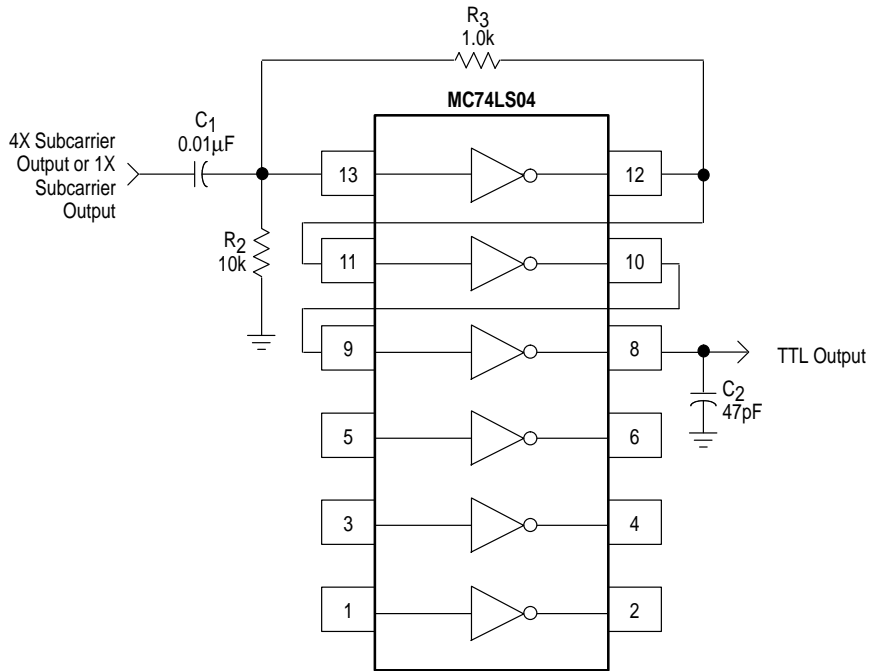 R3
1.0k
MC74LS04
C1
0.01μF
4X Subcarrier
Output or 1X
Subcarrier
Output
13
12
R2
10k
11
10
9
8
TTL Output
C2
47pF
5
6
3
4
1
2